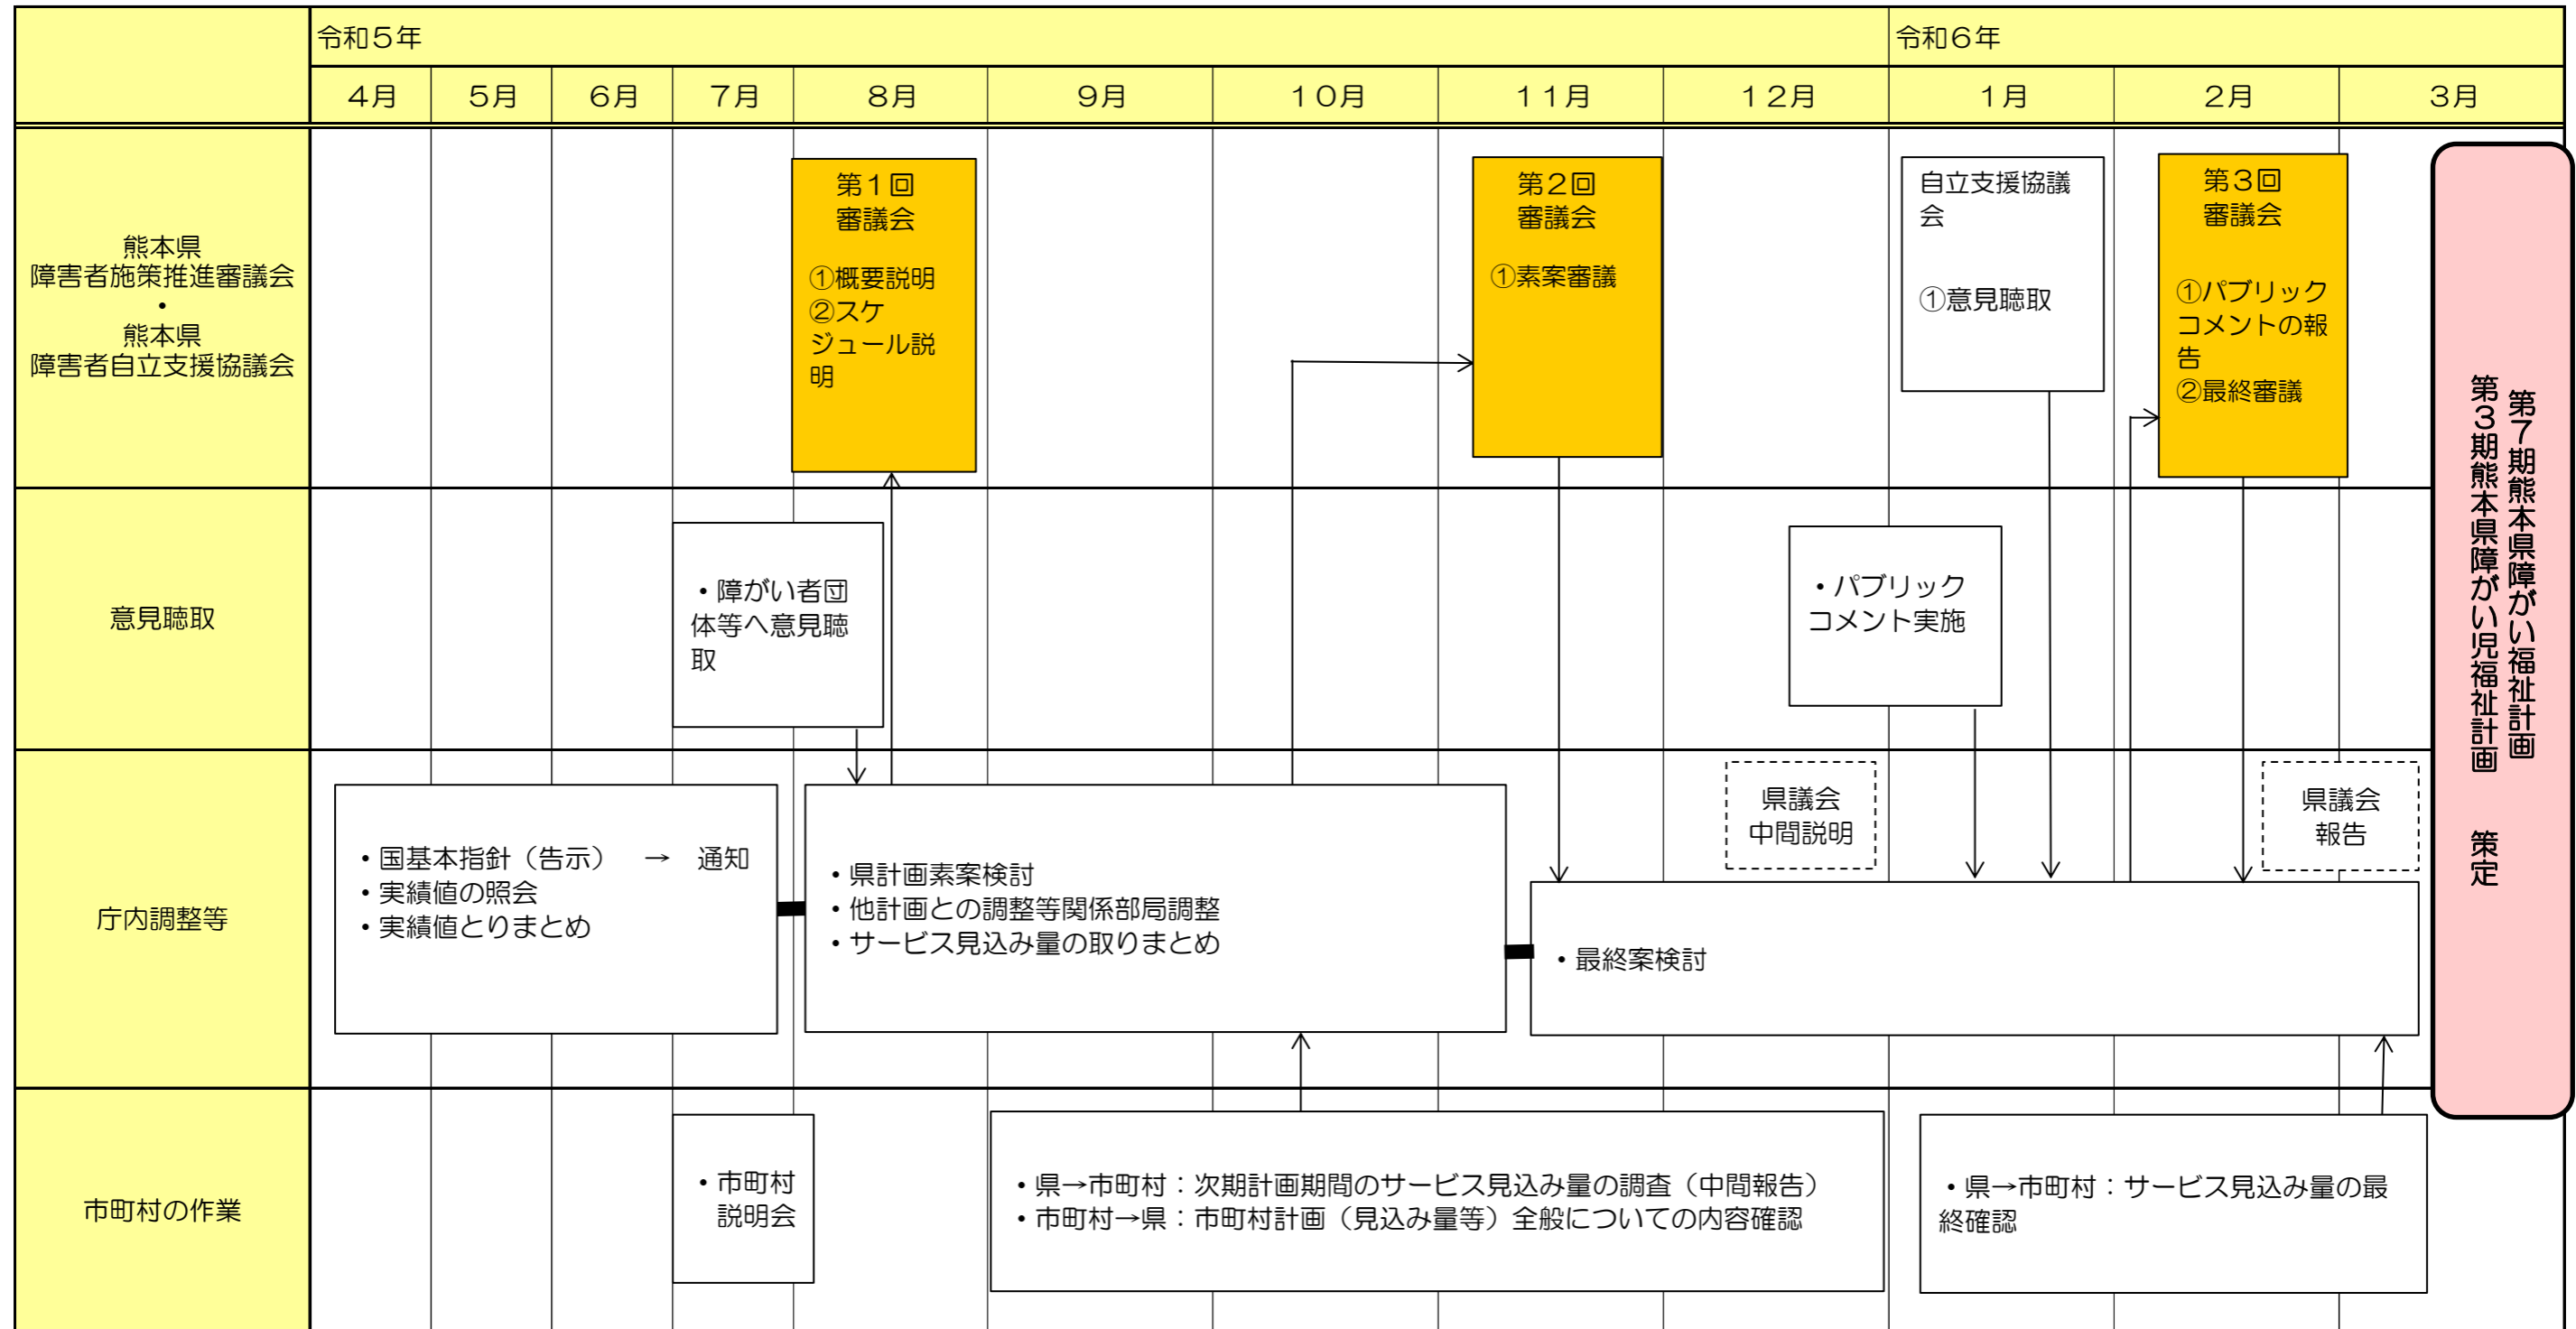 令和５年
令和６年
４月
５月
６月
７月
８月
９月
１０月
１１月
１２月
１月
２月
３月
熊本県
障害者施策推進審議会
・
熊本県
障害者自立支援協議会
第１回
審議会
①概要説明
②スケ
ジュール説
明
第２回
審議会
①素案審議
自立支援協議
会
①意見聴取
第３回
審議会
①パブリック
コメントの報
告
②最終審議
第７期熊本県障がい福祉計画
第３期熊本県障がい児福祉計画　策定
意見聴取
・障がい者団
体等へ意見聴
取
・パブリック
コメント実施
庁内調整等
・国基本指針（告示）　→　通知
・実績値の照会
・実績値とりまとめ
・県計画素案検討
・他計画との調整等関係部局調整
・サービス見込み量の取りまとめ
県議会
中間説明
県議会
報告
・最終案検討
市町村の作業
・市町村
説明会
・県→市町村：次期計画期間のサービス見込み量の調査（中間報告）
・市町村→県：市町村計画（見込み量等）全般についての内容確認
・県→市町村：サービス見込み量の最
終確認